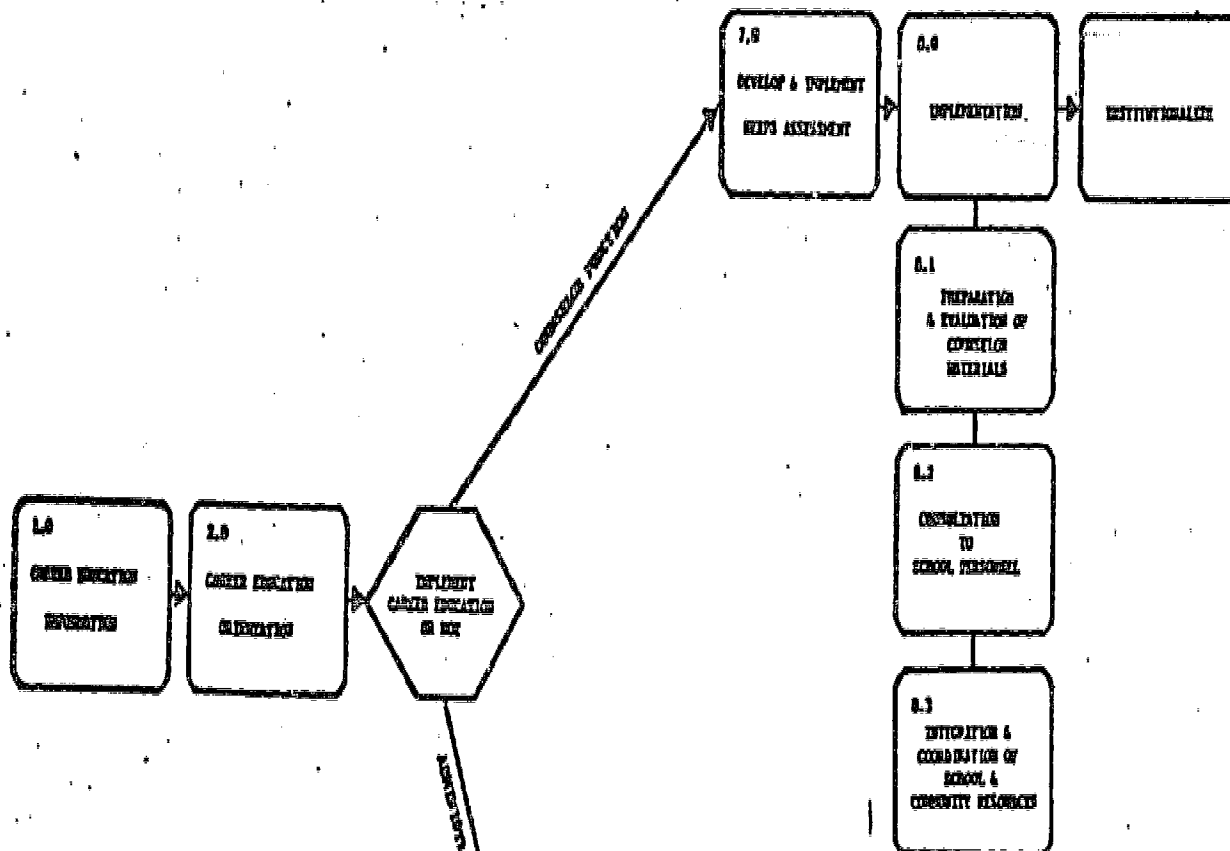 1.0
CAREER EDUCATION
INFORMATION
2.0
CAREER EDUCATION
ORIENTATION
IMPLEMENT
CAREER EDUCATION
OR NOT
COUNSELOR FUNCTION
7.0
DEVELOP & IMPLEMENT
NEEDS ASSESSMENT
8.0
IMPLEMENTATION
INSTITUTIONALIZE
8.1
PREPARATION
& EVALUATION OF
MATERIALS
8.2
CONSULTATION
TO
SCHOOL PERSONNEL
8.3
INTEGRATION &
COORDINATION OF
SCHOOL &
COMMUNITY RESOURCES